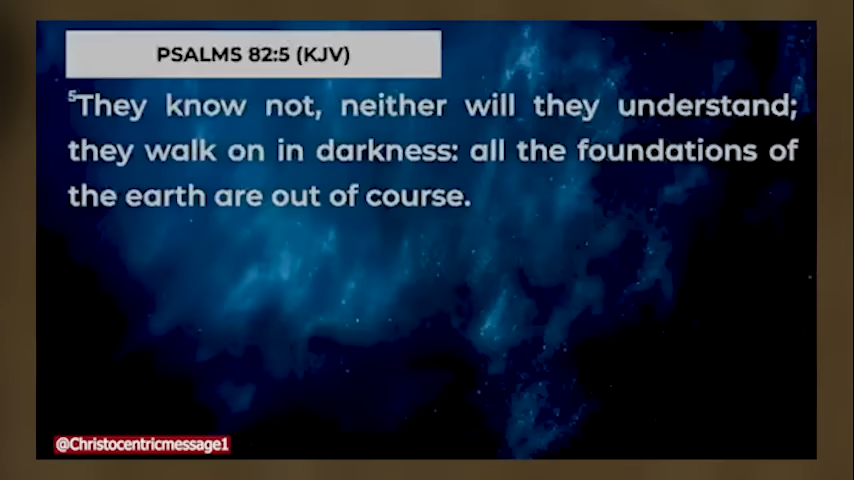 PSALMS 82:5 (KJV)
⁵They know not, neither will they understand;
they walk on in darkness: all the foundations of
the earth are out of course.
@Christocentricmessage1